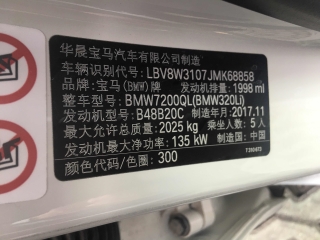 华晨宝马汽车有限公司制造
车辆识别代号: LBV8W3107JMK68858
品牌: 宝马(BMW)牌 发动机排量: 1998 ml
整车型号: BMW7200QL(BMW320Li)
发动机型号: B48B20C 制造年月: 2017.11
最大允许总质量: 2025 kg 乘坐人数: 5人
发动机最大净功率: 135 kW 制造国: 中国
颜色代码/色圈: 300